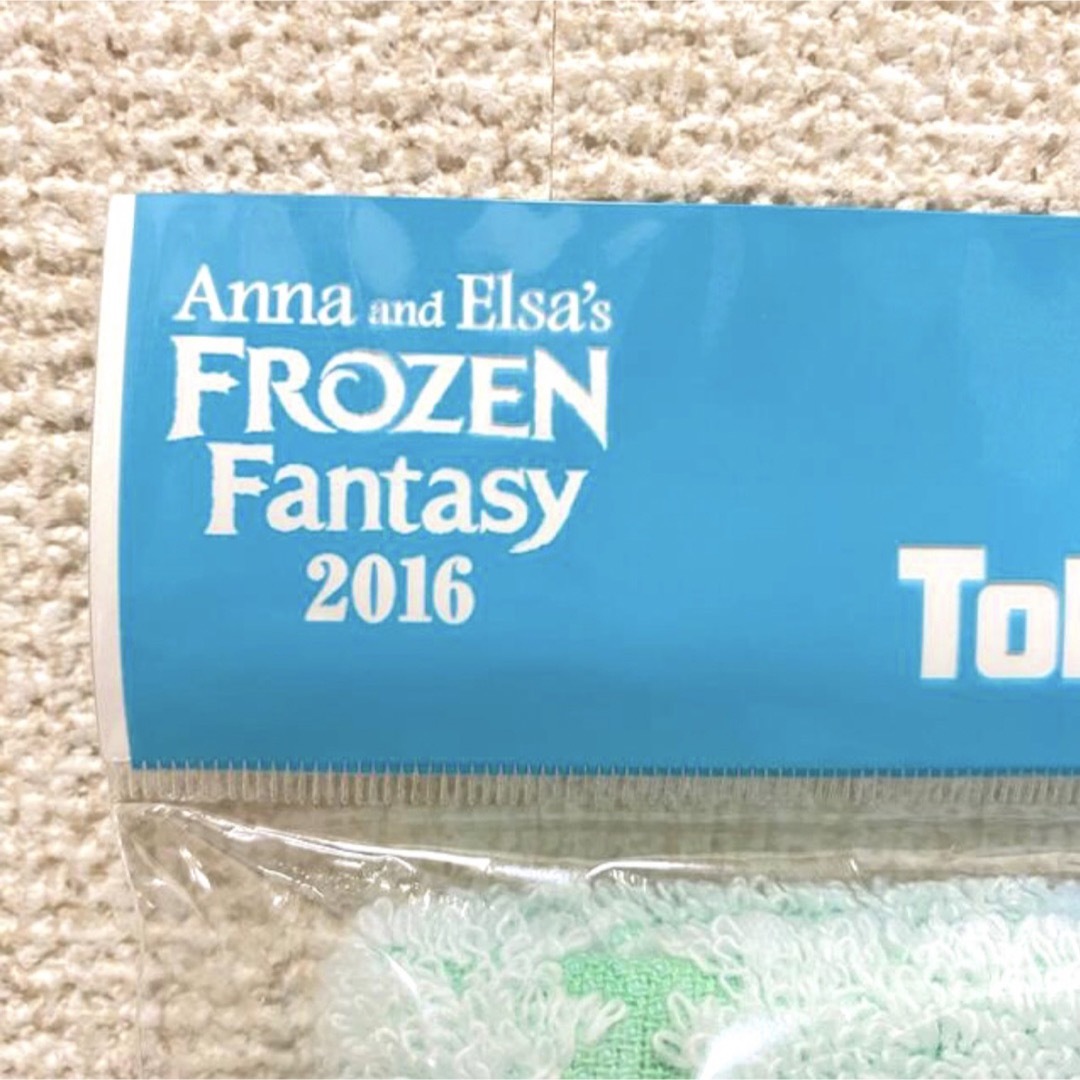 Anna and Elsa's
FROZEN
Fantasy
2016